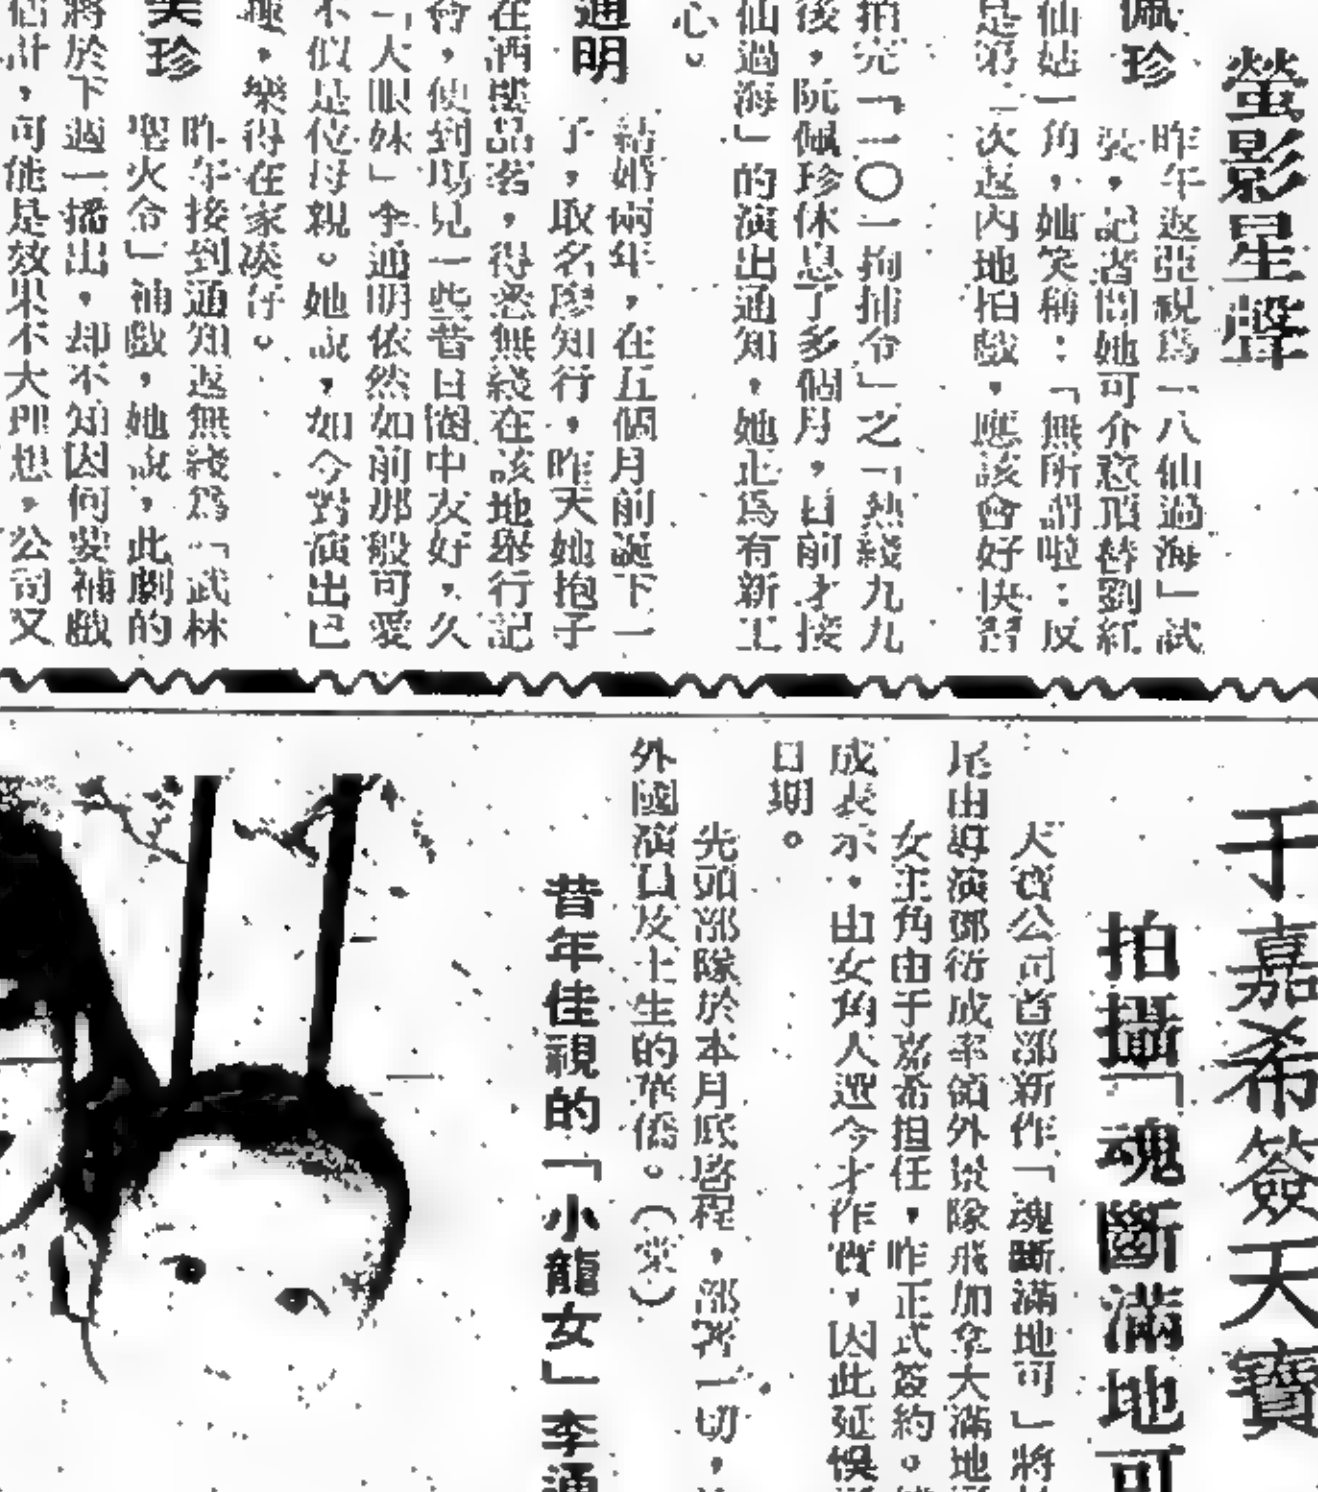 螢影星聲
佩珍
昨年返亞視為「八仙過海」試
裝,記者問她可介意頂替劉紅
仙姑一角,她笑稱:「無所謂啦:反
是第二次返內地拍戲,應該會好快習
拍完「一一〇一拘捕令」之「熱綫九九
後,阮佩珍休息了多個月,日前才接
仙過海」的演出通知,她正為有新工
心。
通明
結婚兩年,在五個月前誕下一
子,取名廖知行,昨天她抱子
在酒樓品茗,得悉無綫在該地舉行記
會,便到場見一些昔日閣中友好,久
「大眼妹」李通明依然如前那般可愛
不似是位母親。她說,如今對演出已
趣,樂得在家湊仔。
美珍
昨年接到通知返無綫為「武林
聖火令」補戲,她說,此劇的
將於下週一播出,却不知因何要補戲
估計,可能是效果不大理想,公司又
于嘉希簽天寶
拍攝「魂斷滿地可
天寶公司首部新作「魂斷滿地可」將
尾由導演鄧衍成率領外景隊飛加拿大滿地
女主角由于嘉希担任,昨正式簽約。
成表示,由女角人選今才作實,因此延悞
日期。
先頭部隊於本月底啓程,部署一切,
外國演員及土生的華僑。(榮)
昔年佳視的「小龍女」李通